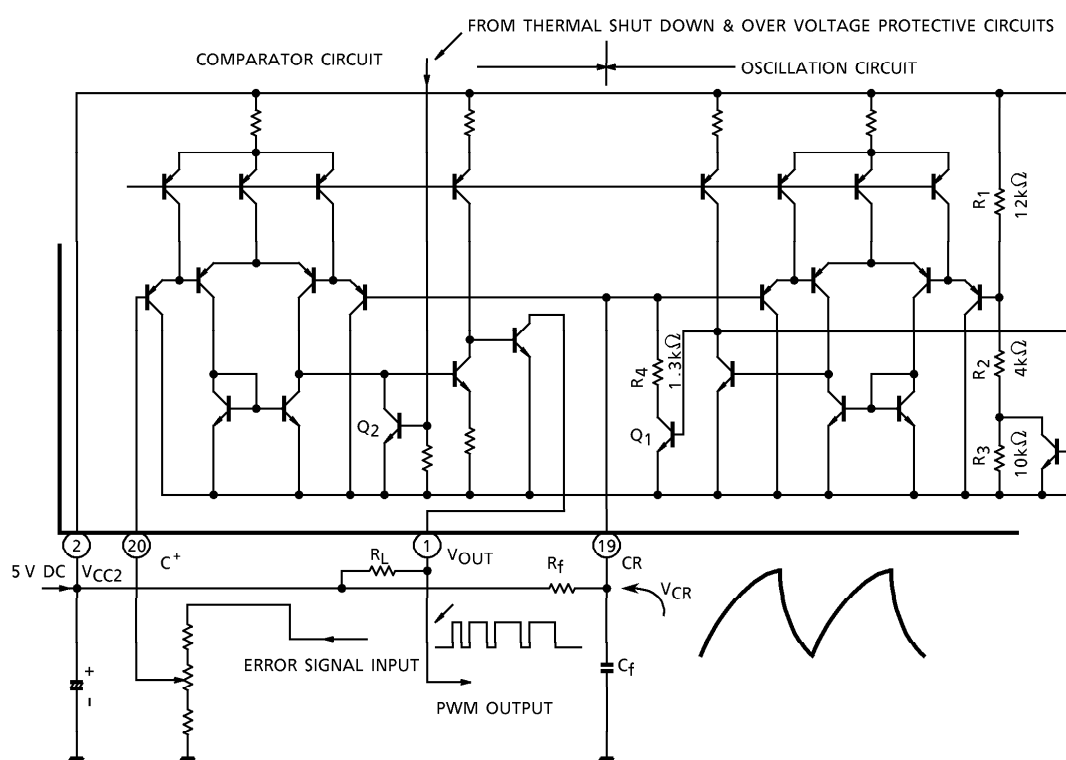 FROM THERMAL SHUT DOWN & OVER VOLTAGE PROTECTIVE CIRCUITS
COMPARATOR CIRCUIT
OSCILLATION CIRCUIT
R1
12kΩ
R4
1.3kΩ
R2
4kΩ
Q2
Q1
R3
10kΩ
2
20
1
19
5 V DC
VCC2
C+
RL
VOUT
Rf
CR
VCR
ERROR SIGNAL INPUT
Cf
+
-
PWM OUTPUT